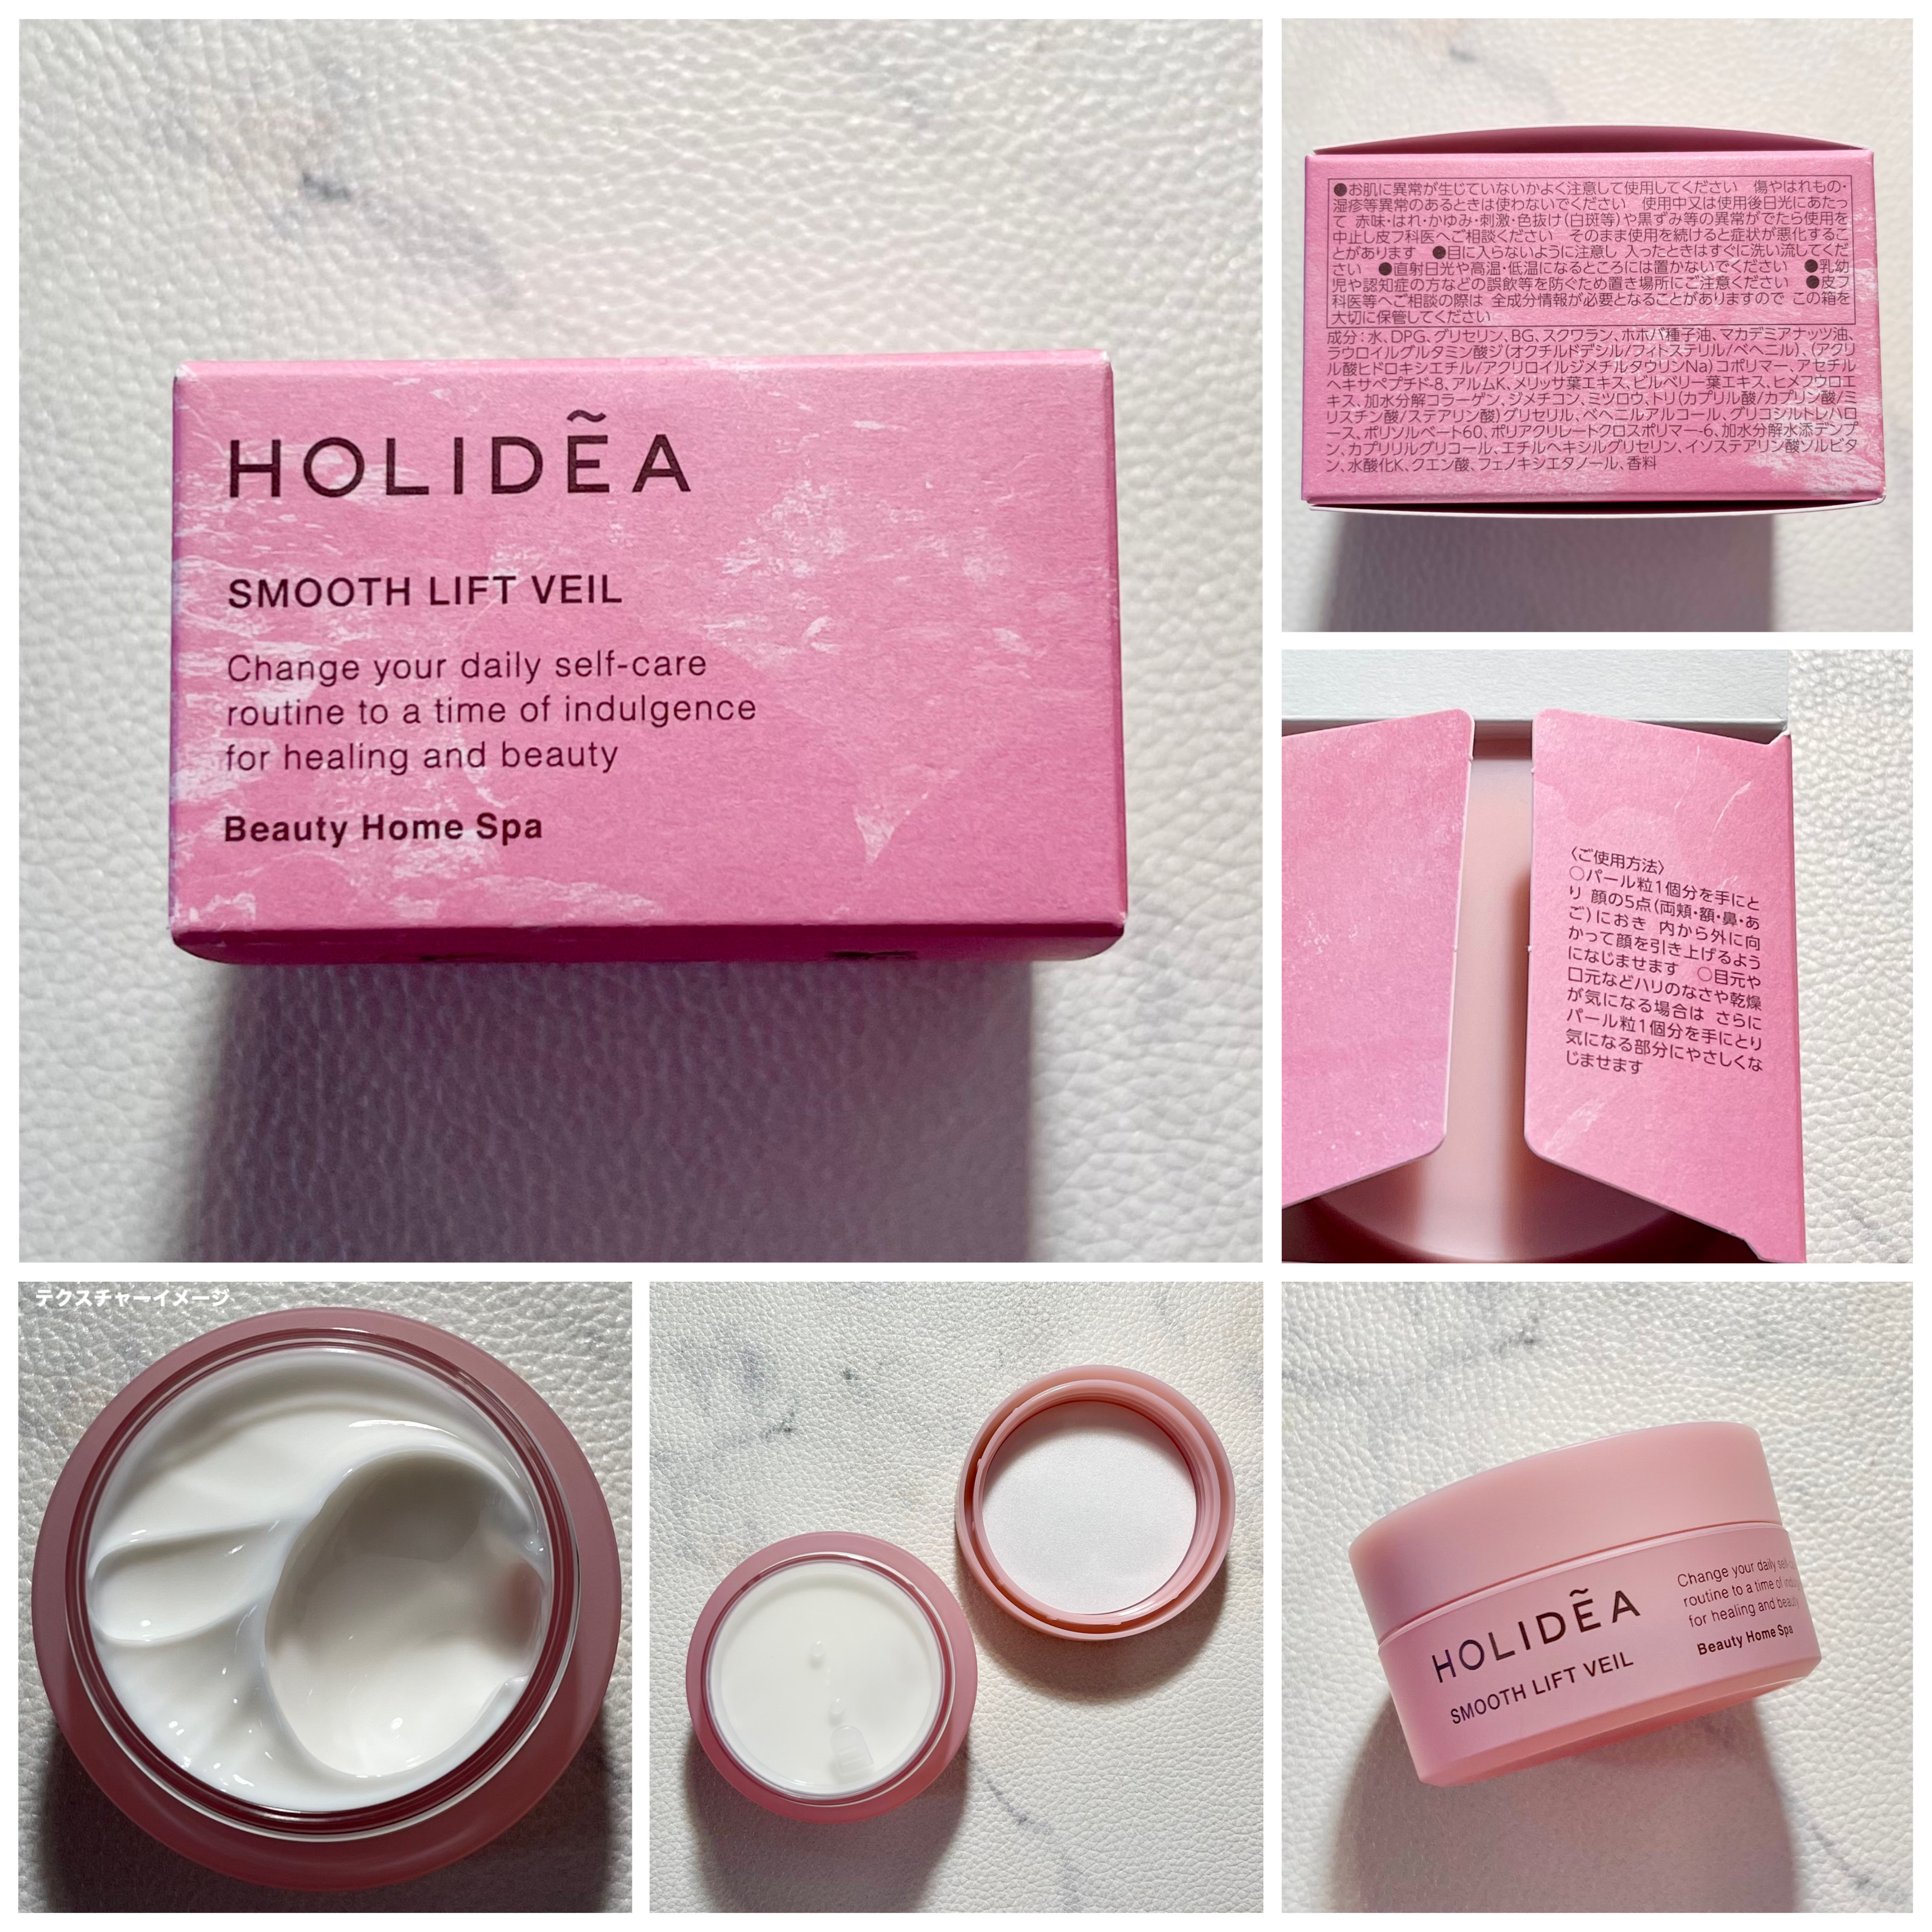 HOLIDẼA
SMOOTH LIFT VEIL
Change your daily self-care
routine to a time of indulgence
for healing and beauty
Beauty Home Spa
●お肌に異常が生じていないかよく注意して使用してください　傷やはれもの・
湿疹等異常のあるときは使わないでください　使用中又は使用後日光にあたっ
て　赤味・はれ・かゆみ・刺激・色抜け(白斑等)や黒ずみ等の異常がでたら使用を
中止し皮フ科医へご相談ください　そのまま使用を続けると症状が悪化するこ
とがあります　●目に入らないように注意し　入ったときはすぐに洗い流してくだ
さい　●直射日光や高温・低温になるところには置かないでください　●乳幼
児や認知症の方などの誤飲等を防ぐため置き場所にご注意ください　●皮フ
科医等へご相談の際は　全成分情報が必要となることがありますので　この箱を
大切に保管してください
成分：水、DPG、グリセリン、BG、スクワラン、ホホバ種子油、マカデミアナッツ油、
ラウロイルグルタミン酸ジ(オクチルドデシル/フィトステリル/ベヘニル)、(アクリ
ル酸ヒドロキシエチル/アクリロイルジメチルタウリンNa)コポリマー、アセチル
ヘキサペプチド-8、アルムK、メリッサ葉エキス、ビルベリー葉エキス、ヒメフウロエ
キス、加水分解コラーゲン、ジメチコン、ミツロウ、トリ(カプリル酸/カプリン酸/ミ
リスチン酸/ステアリン酸)グリセリル、ベヘニルアルコール、グリコシルトレハロ
ース、ポリソルベート60、ポリアクリレートクロスポリマー-6、加水分解水添デンプ
ン、カプリリルグリコール、エチルヘキシルグリセリン、イソステアリン酸ソルビタ
ン、水酸化K、クエン酸、フェノキシエタノール、香料
〈ご使用方法〉
○パール粒1個分を手にと
り 顔の5点(両頬・額・鼻・あ
ご)におき　内から外に向
かって顔を引き上げるよう
になじませます　○目元や
口元などハリのなさや乾燥
が気になる場合は　さらに
パール粒1個分を手にとり
気になる部分にやさしくな
じませます
テクスチャーイメージ
HOLIDẼA
SMOOTH LIFT VEIL
Change your daily
routine to a time of
for healing and beauty
Beauty Home Spa